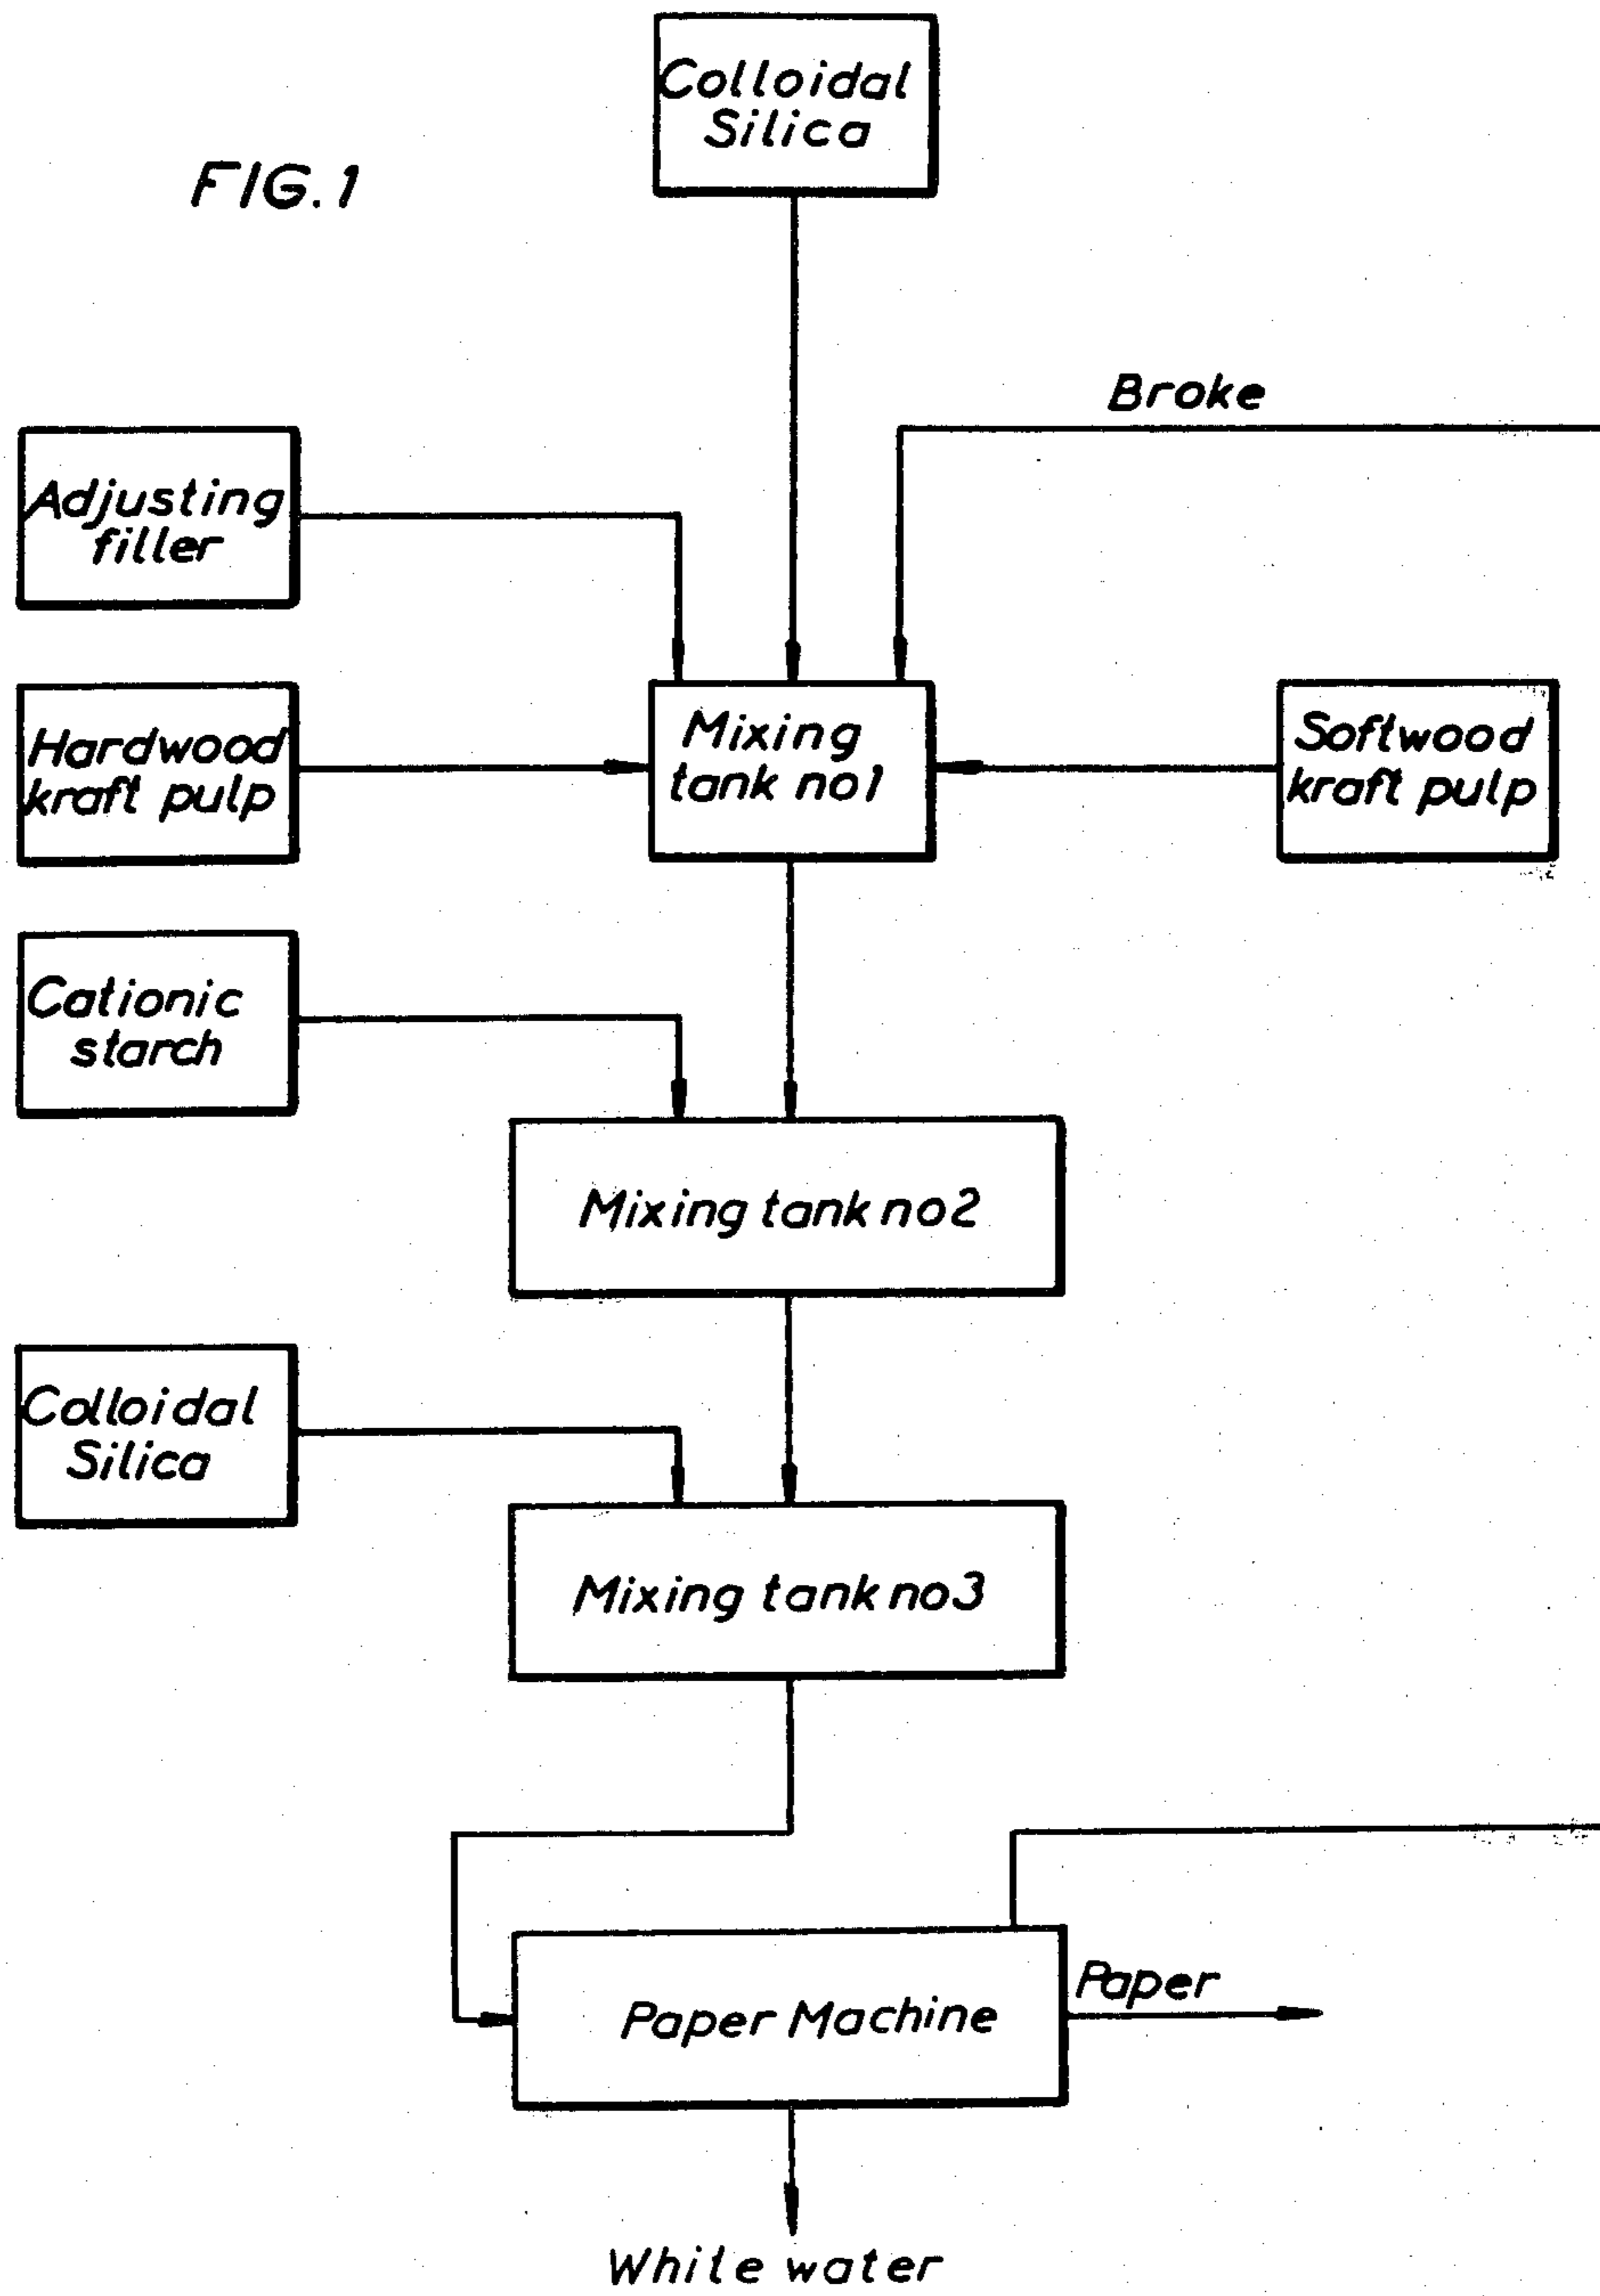 Colloidal
Silica
FIG.1
Broke
Adjusting
filler
Hardwood
kraft pulp
Mixing
tank no1
Softwood
kraft pulp
Cationic
starch
Mixing tank no2
Colloidal
Silica
Mixing tank no3
Paper
Paper Machine
White water